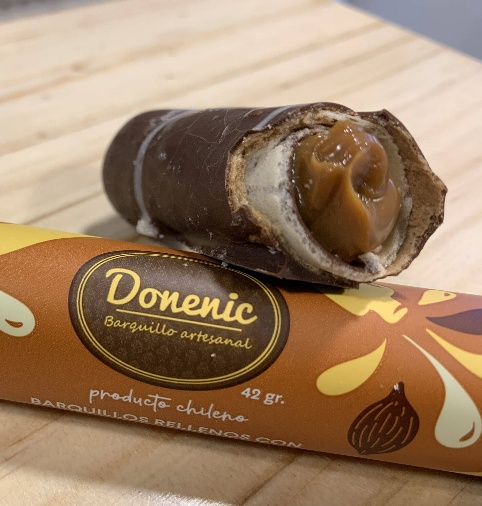 Donenic
Barquillo artesanal
42 gr.
producto chileno
BARQUILLOS RELLENOS CON